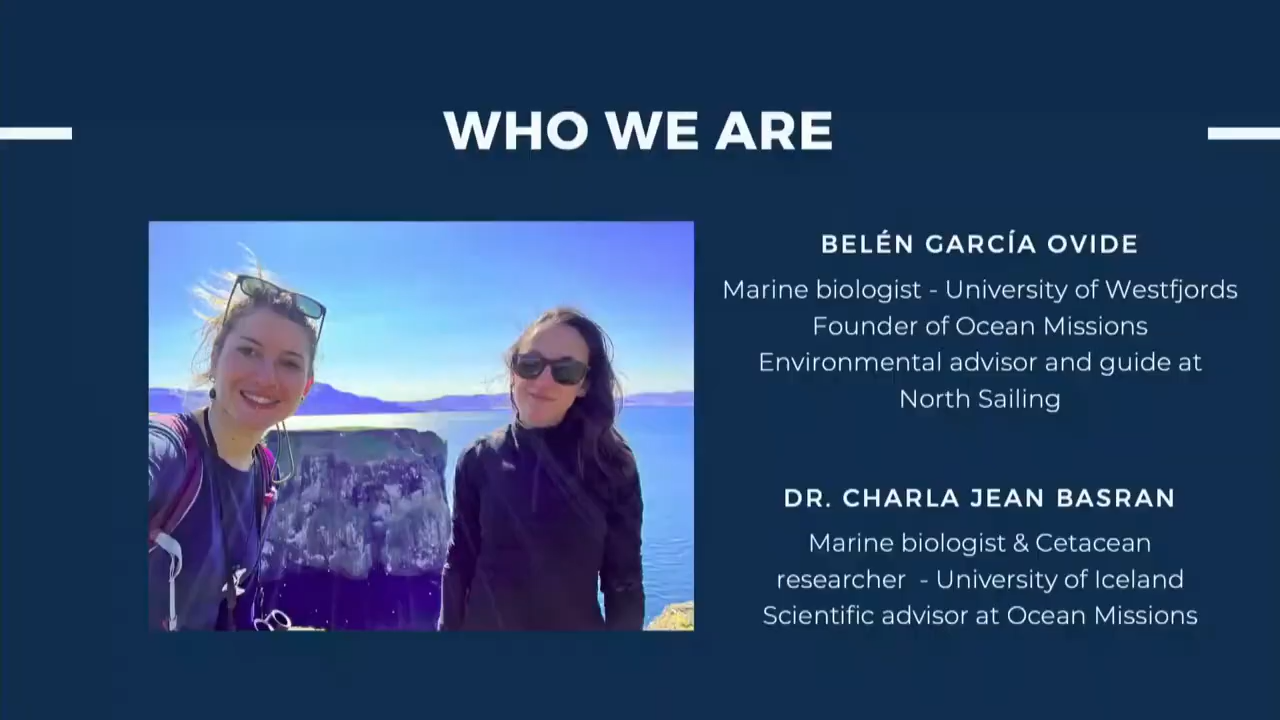 WHO WE ARE
BELÉN GARCÍA OVIDE
Marine biologist - University of Westfjords
Founder of Ocean Missions
Environmental advisor and guide at
North Sailing
DR. CHARLA JEAN BASRAN
Marine biologist & Cetacean
researcher - University of Iceland
Scientific advisor at Ocean Missions